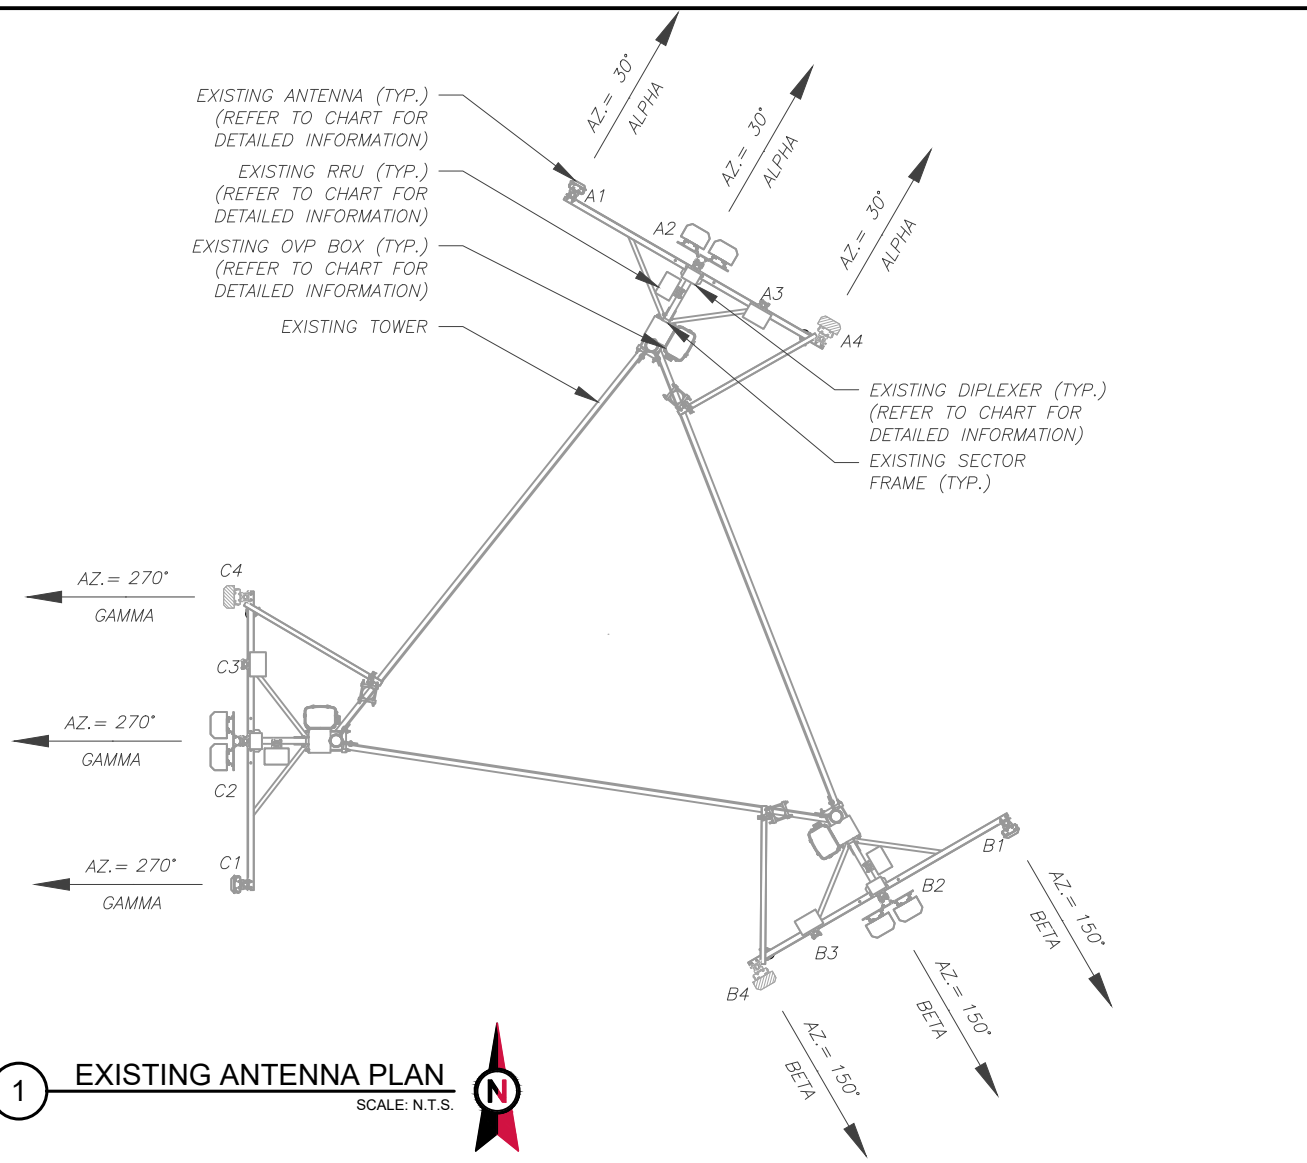 EXISTING ANTENNA (TYP.)
(REFER TO CHART FOR
DETAILED INFORMATION)
EXISTING RRU (TYP.)
(REFER TO CHART FOR
DETAILED INFORMATION)
EXISTING OVP BOX (TYP.)
(REFER TO CHART FOR
DETAILED INFORMATION)
EXISTING TOWER
AZ.= 30°
ALPHA
AZ.= 30°
ALPHA
AZ.= 30°
ALPHA
A1
A2
A3
A4
EXISTING DIPLEXER (TYP.)
(REFER TO CHART FOR
DETAILED INFORMATION)
EXISTING SECTOR
FRAME (TYP.)
C4
AZ.= 270°
GAMMA
C3
AZ.= 270°
GAMMA
C2
C1
AZ.= 270°
GAMMA
B1
B2
B3
B4
AZ.= 150°
BETA
AZ.= 150°
BETA
AZ.= 150°
BETA
1
EXISTING ANTENNA PLAN
SCALE: N.T.S.
N